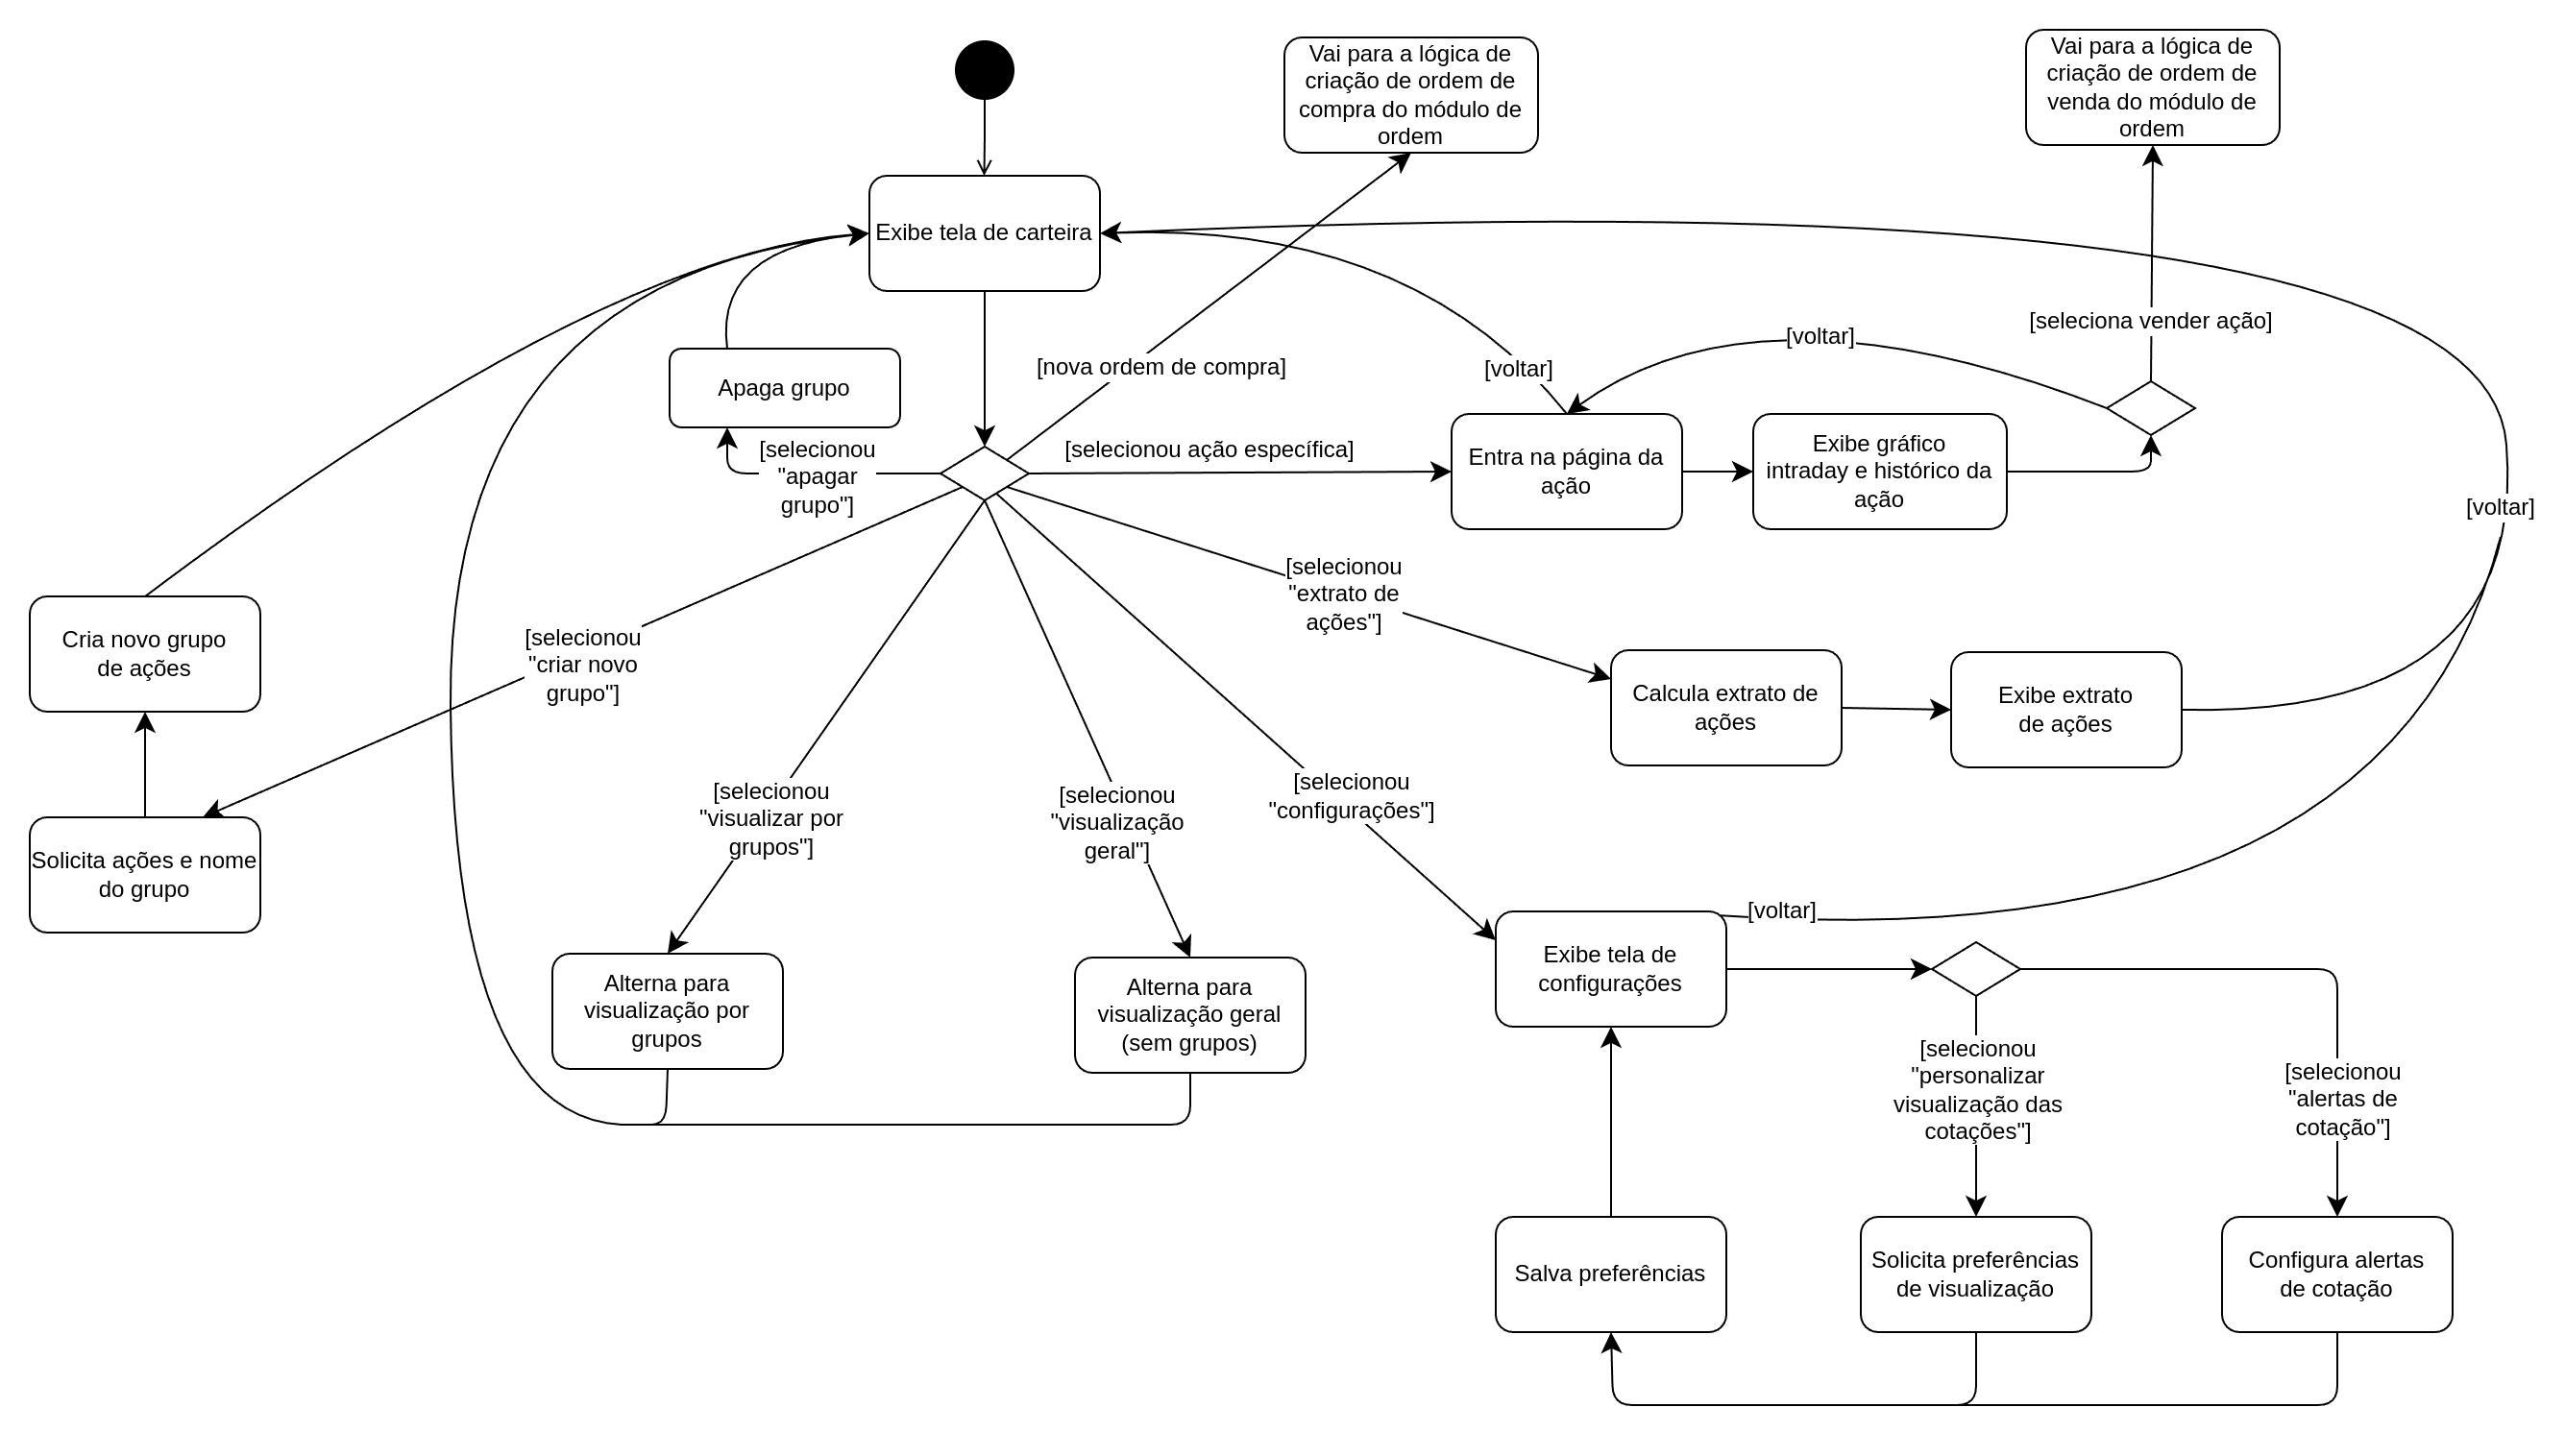 Vai para a lógica de
criação de ordem de
compra do módulo de
ordem
Vai para a lógica de
criação de ordem de
venda do módulo de
ordem
Exibe tela de carteira
[seleciona vender ação]
[voltar]
[nova ordem de compra]
[voltar]
Apaga grupo
[selecionou
"apagar
grupo"]
[selecionou ação específica]
Entra na página da
ação
Exibe gráfico
intraday e histórico da
ação
[voltar]
[selecionou
"extrato de
ações"]
Cria novo grupo
de ações
[selecionou
"criar novo
grupo"]
Calcula extrato de
ações
Exibe extrato
de ações
[selecionou
"visualizar por
grupos"]
[selecionou
"visualização
geral"]
[selecionou
"configurações"]
Solicita ações e nome
do grupo
[voltar]
Alterna para
visualização por
grupos
Alterna para
visualização geral
(sem grupos)
Exibe tela de
configurações
[selecionou
"personalizar
visualização das
cotações"]
[selecionou
"alertas de
cotação"]
Salva preferências
Solicita preferências
de visualização
Configura alertas
de cotação